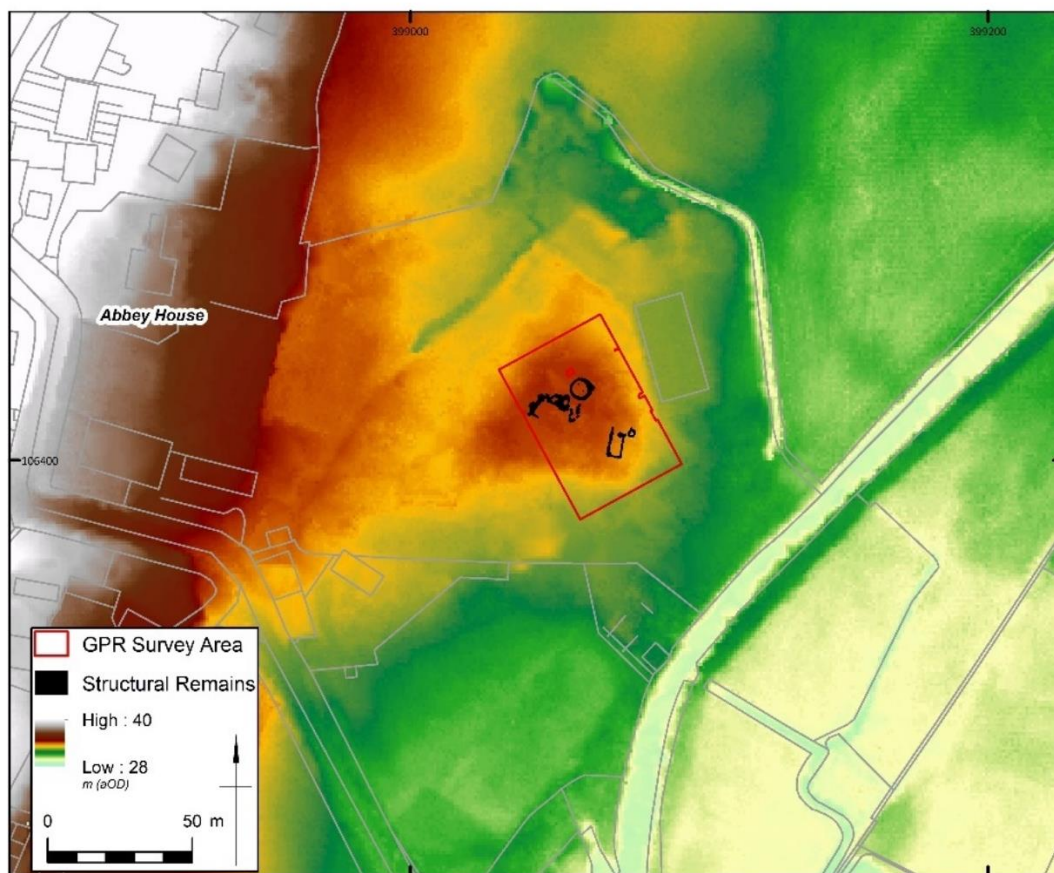 399000
399200
Abbey House
106400
GPR Survey Area
Structural Remains
High : 40
Low : 28
m (aOD)
0 50 m